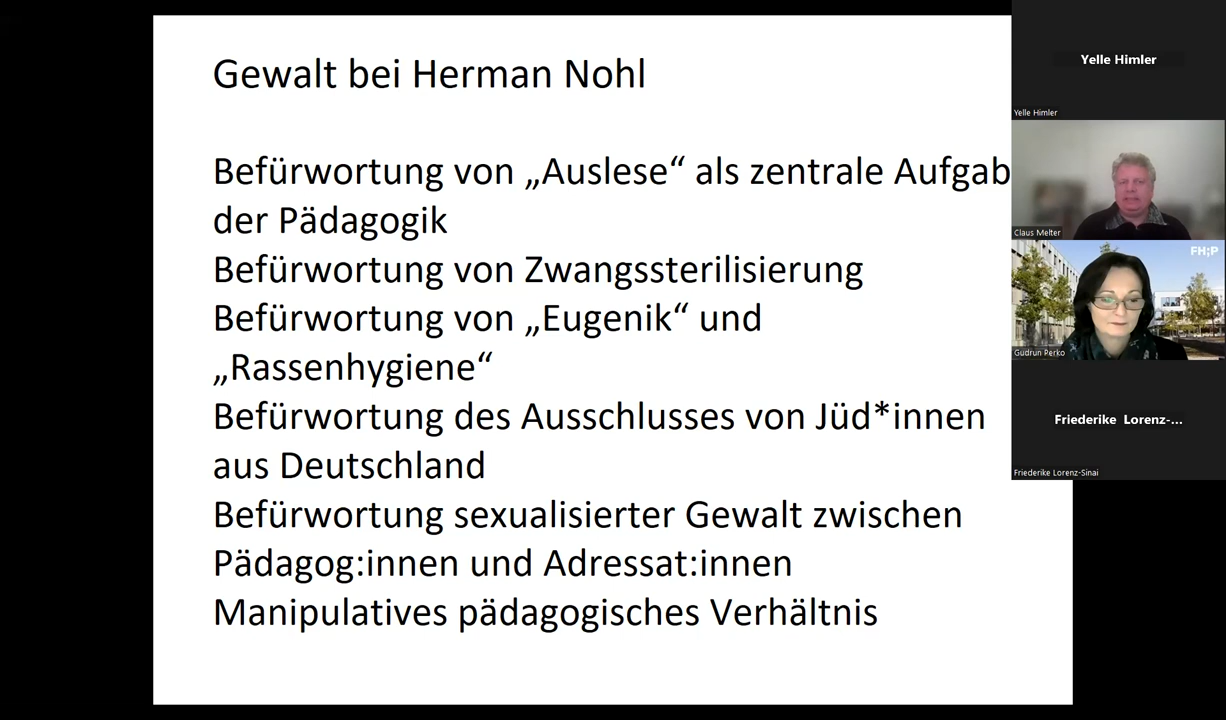 Gewalt bei Herman Nohl
Befürwortung von „Auslese“ als zentrale Aufgab
der Pädagogik
Befürwortung von Zwangssterilisierung
Befürwortung von „Eugenik“ und
„Rassenhygiene“
Befürwortung des Ausschlusses von Jüd*innen
aus Deutschland
Befürwortung sexualisierter Gewalt zwischen
Pädagog:innen und Adressat:innen
Manipulatives pädagogisches Verhältnis
Yelle Himler
Yelle Himler
Claus Melter
FH;P
Gudrun Perko
Friederike Lorenz-...
Friederike Lorenz-Sinai